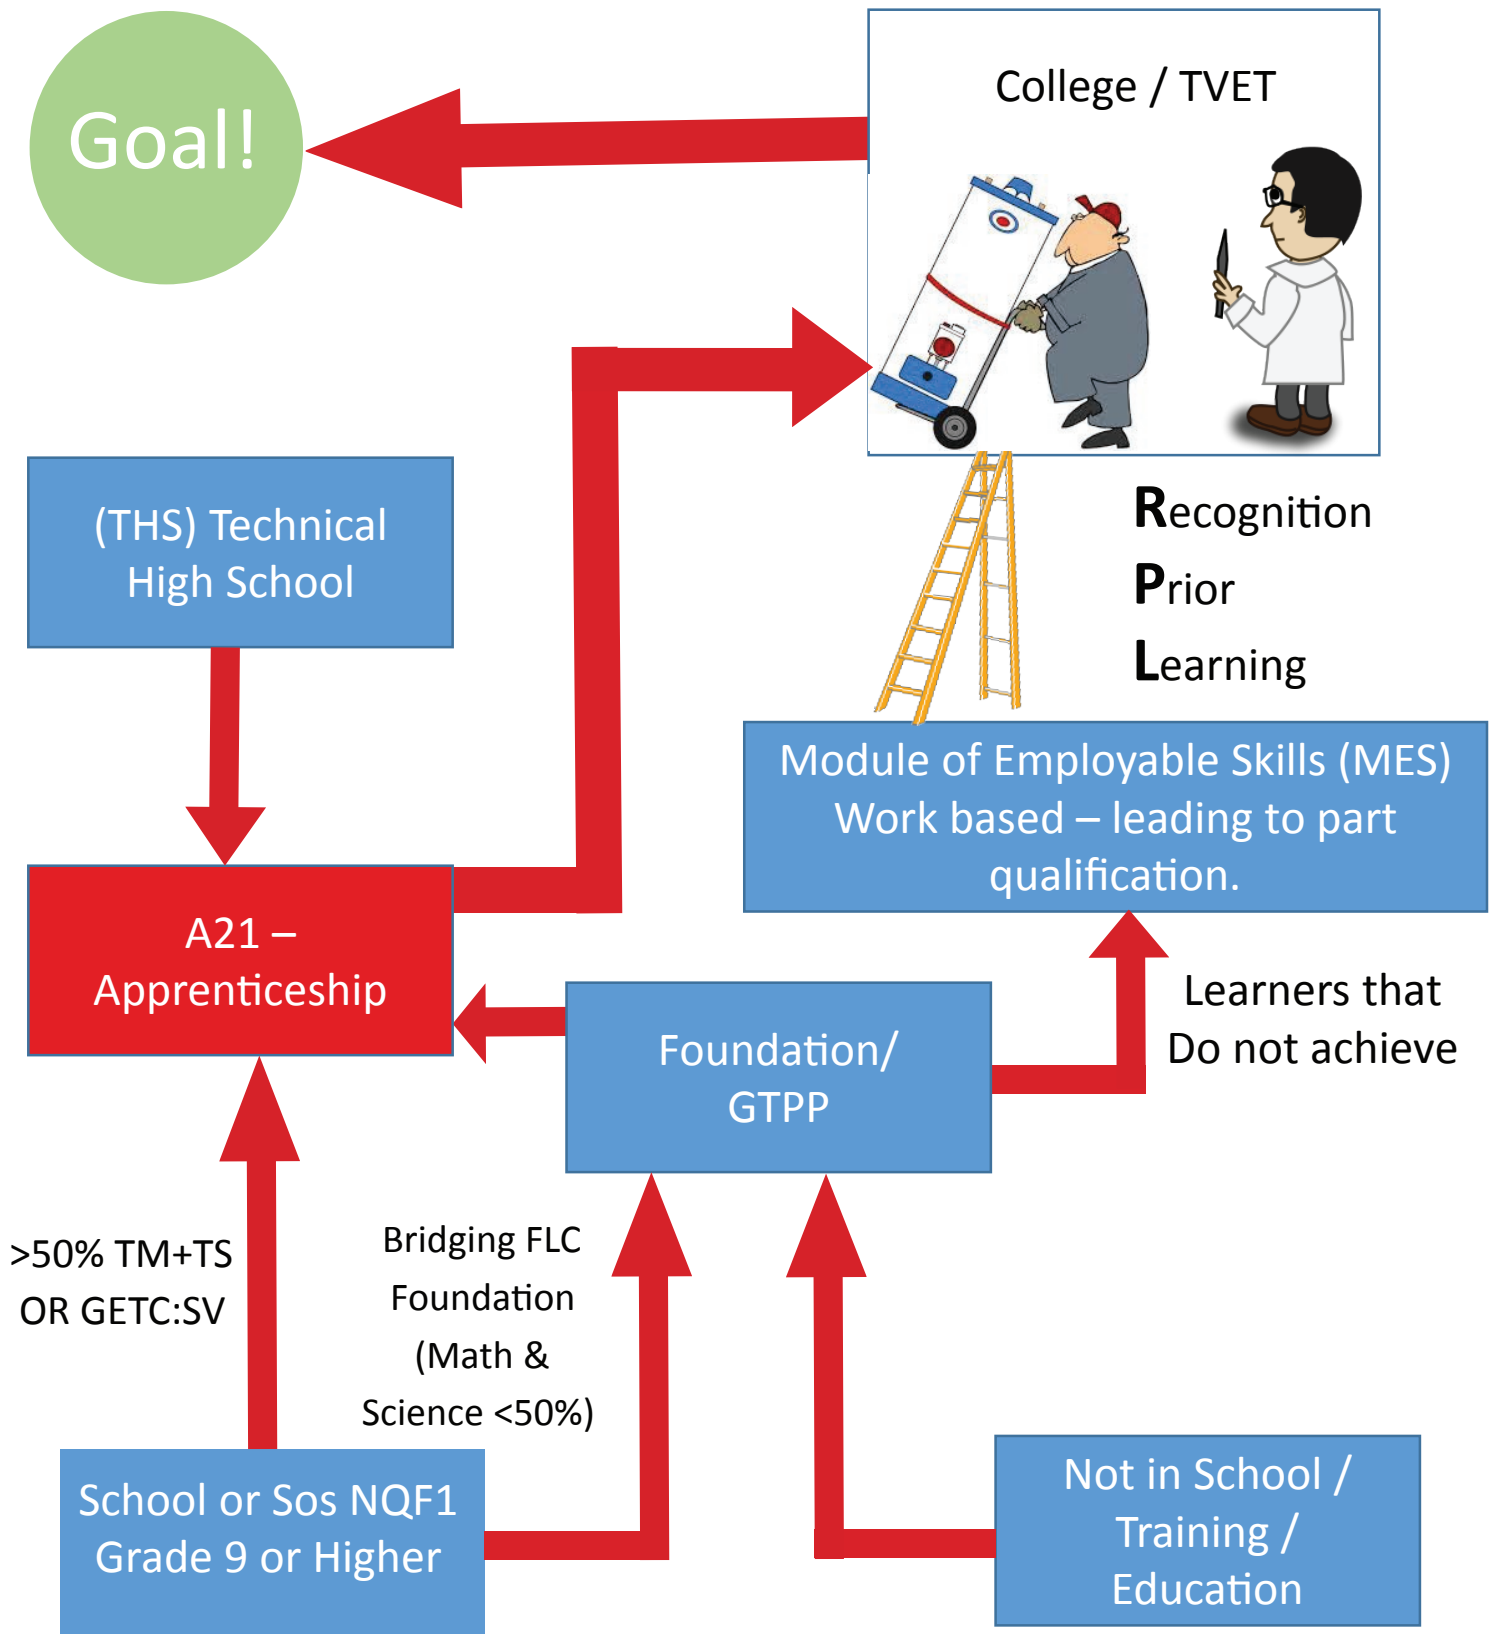 Goal!
College / TVET
(THS) Technical
High School
Recognition
Prior
Learning
Module of Employable Skills (MES)
Work based – leading to part
qualification.
A21 –
Apprenticeship
Learners that
Do not achieve
Foundation/
GTPP
>50% TM+TS
OR GETC:SV
Bridging FLC
Foundation
(Math &
Science <50%)
School or Sos NQF1
Grade 9 or Higher
Not in School /
Training /
Education